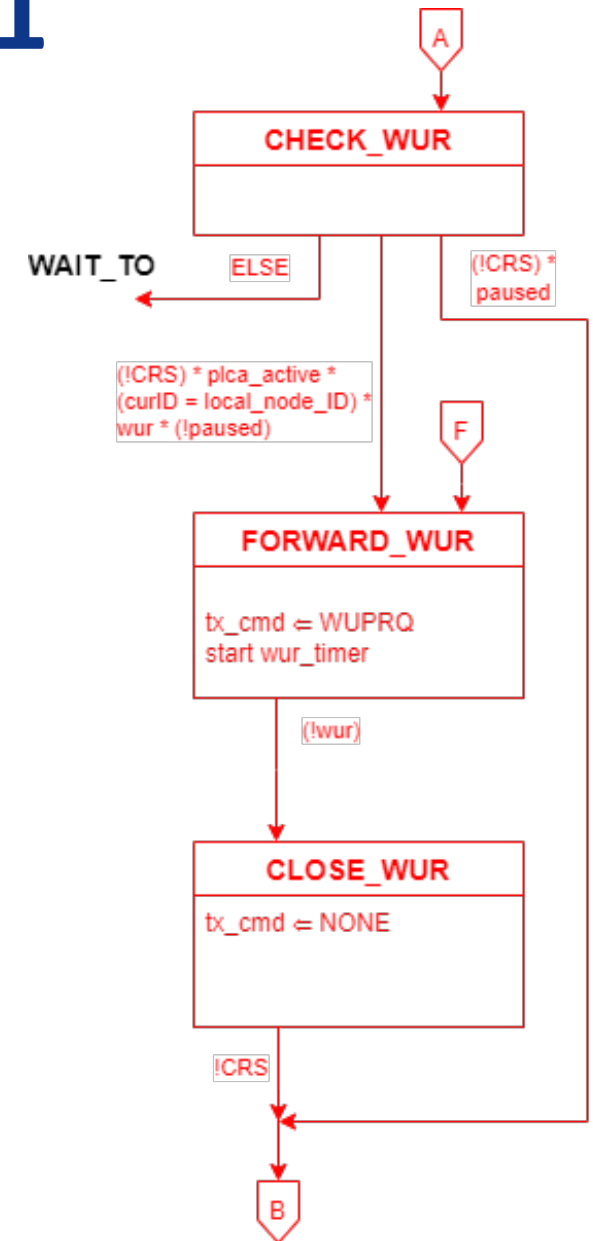 1
A
CHECK_WUR
WAIT_TO
ELSE
(!CRS) *
paused
(!CRS) * plca_active *
(curID = local_node_ID) *
wur * (!paused)
F
FORWARD_WUR
tx_cmd ⇐ WUPRQ
start wur_timer
(!wur)
CLOSE_WUR
tx_cmd ⇐ NONE
!CRS
B